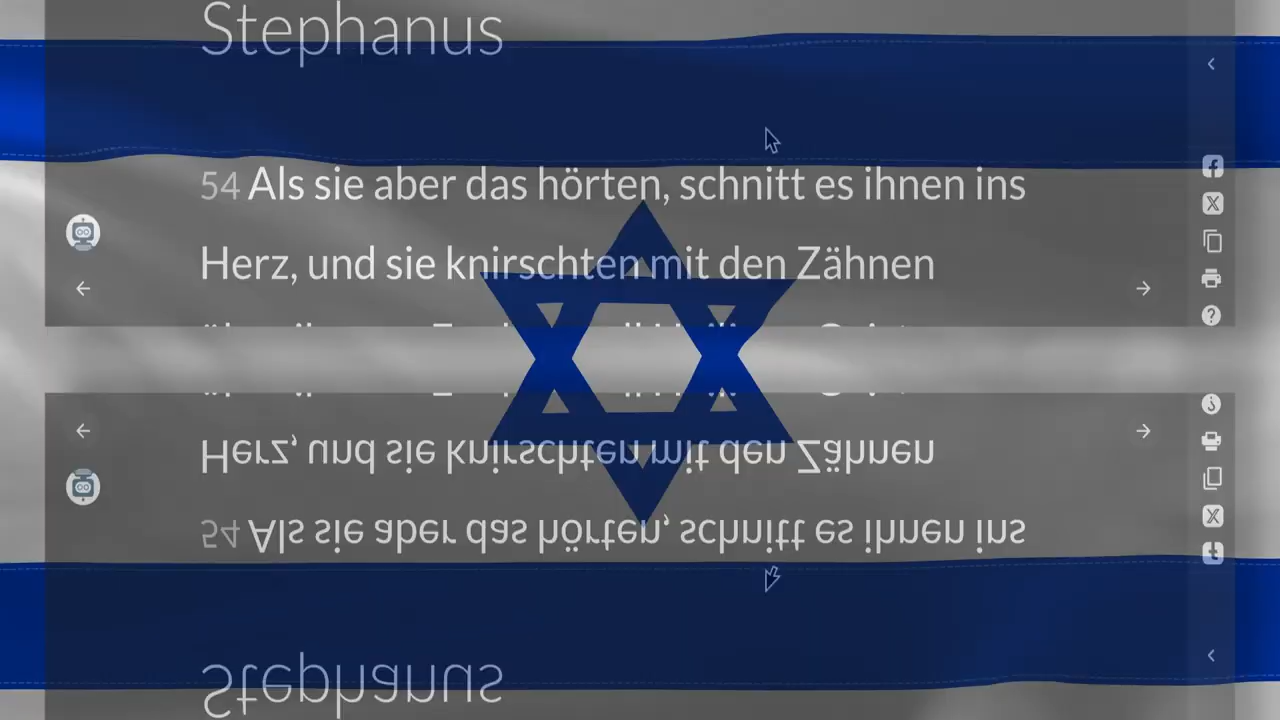 Stephanus
54 Als sie aber das hörten, schnitt es ihnen ins
Herz, und sie knirschten mit den Zähnen
Herz, und sie knirschten mit den Zähnen
54 Als sie aber das hörten, schnitt es ihnen ins
Stephanus